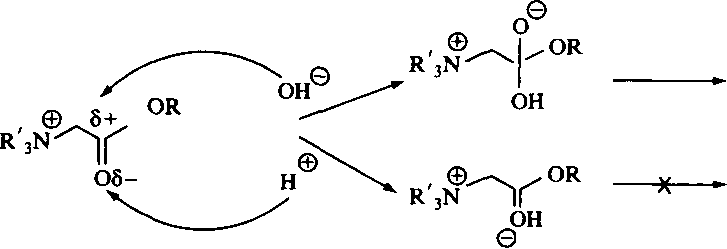 O⊖
R′₃N⊕ OR
OH
OH⊖
R′₃N⊕ δ+ OR
Oδ−
H⊕
R′₃N⊕ OR
OH
⊖